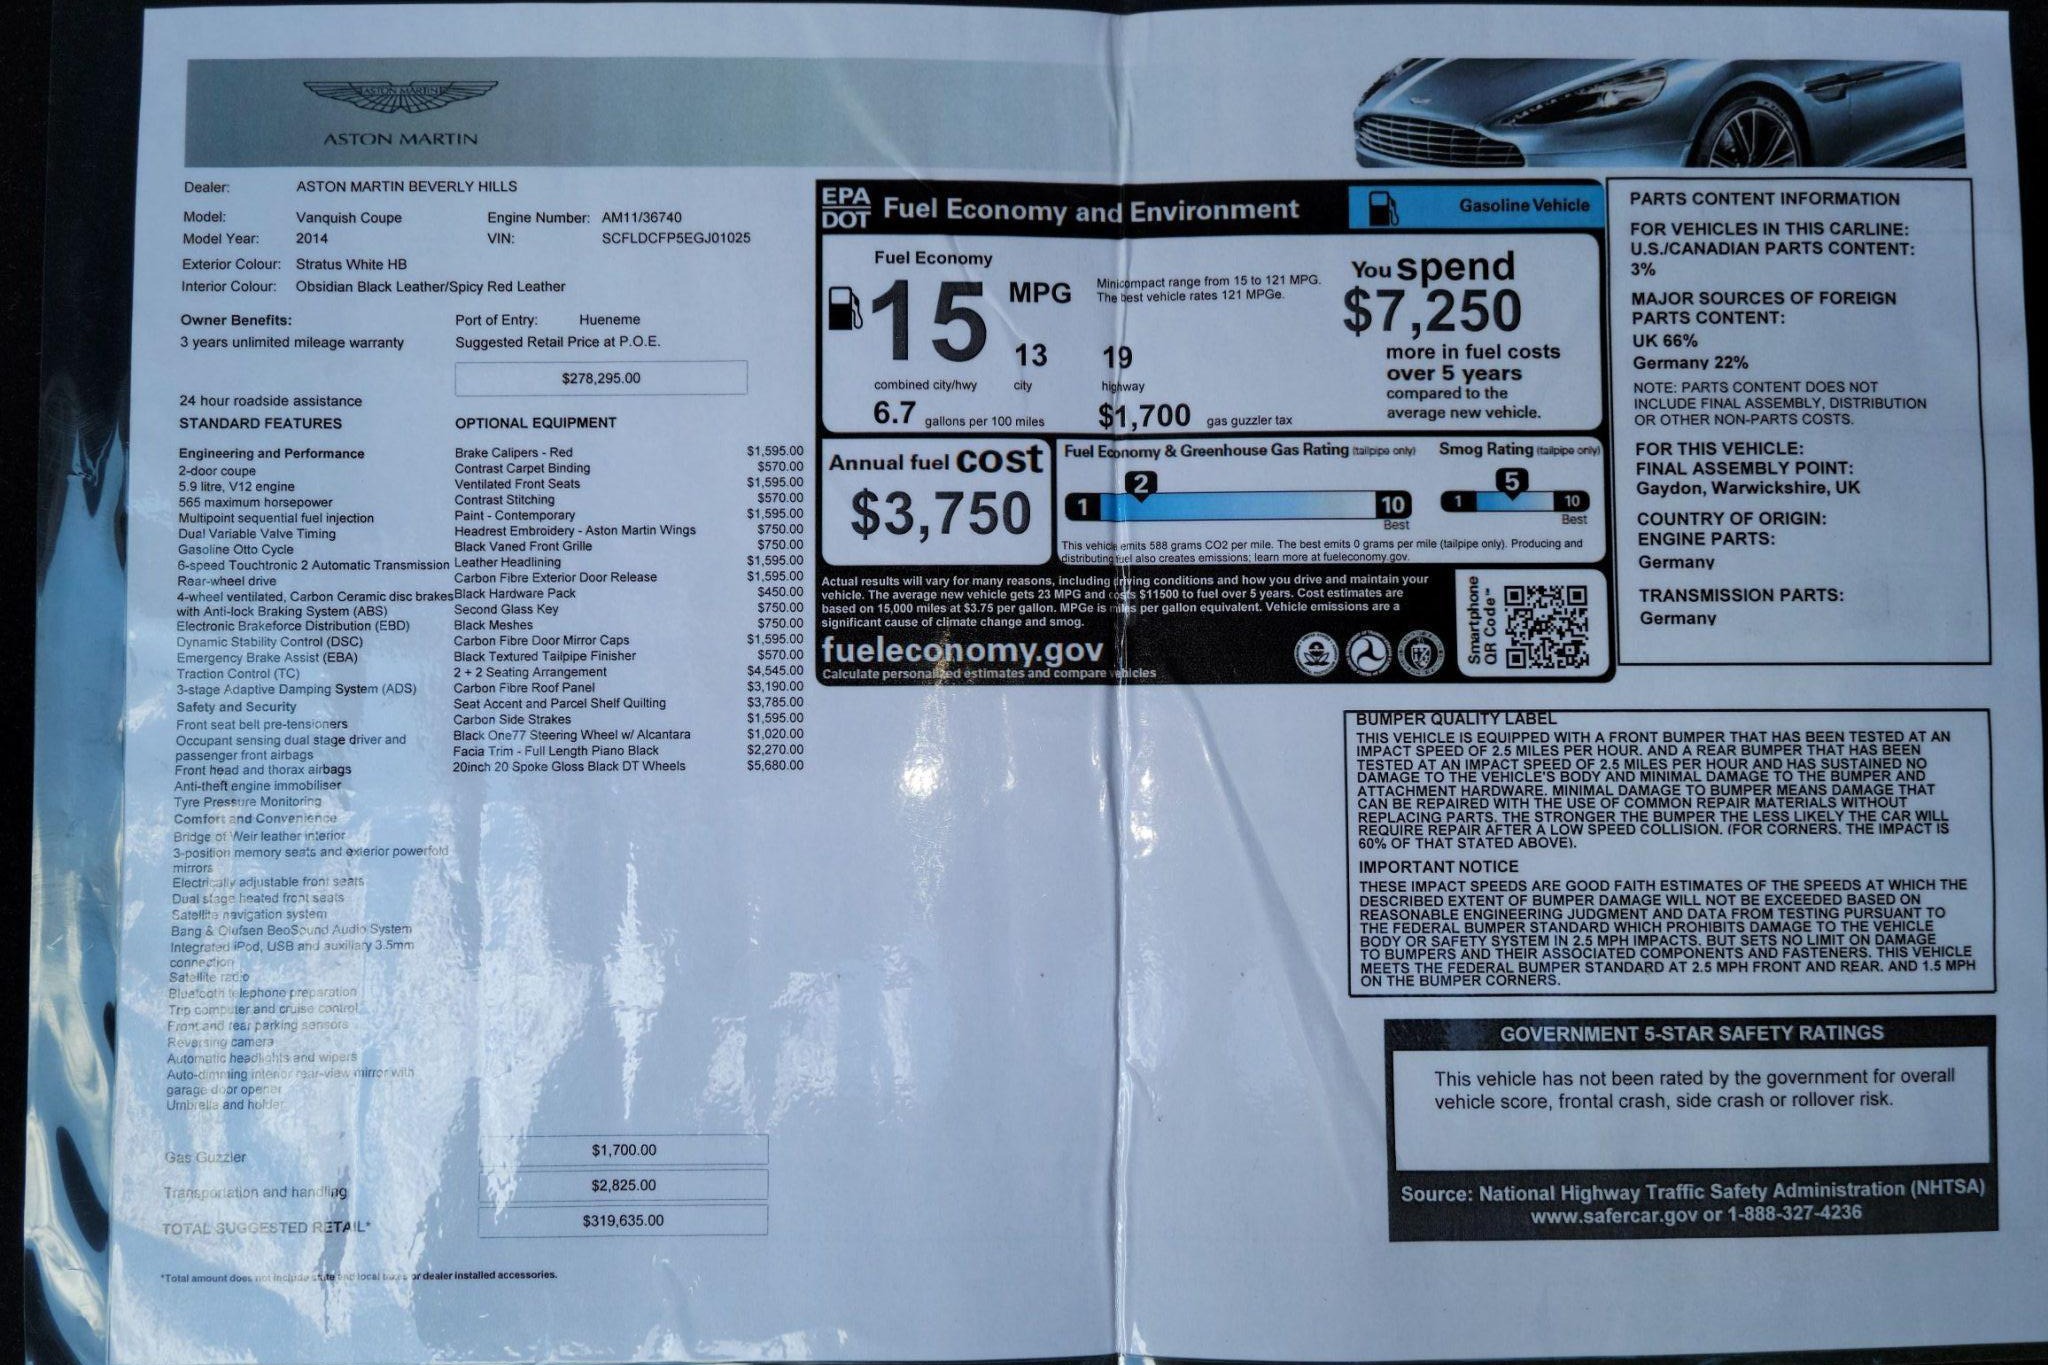 ASTON MARTIN
ASTON MARTIN
Dealer: ASTON MARTIN BEVERLY HILLS
Model: Vanquish Coupe Engine Number: AM11/36740
Model Year: 2014 VIN: SCFLDCFP5EGJ01025
Exterior Colour: Stratus White HB
Interior Colour: Obsidian Black Leather/Spicy Red Leather
Owner Benefits: Port of Entry: Hueneme
3 years unlimited mileage warranty Suggested Retail Price at P.O.E.
$278,295.00
24 hour roadside assistance
STANDARD FEATURES
Engineering and Performance
2-door coupe
5.9 litre, V12 engine
565 maximum horsepower
Multipoint sequential fuel injection
Dual Variable Valve Timing
Gasoline Otto Cycle
6-speed Touchtronic 2 Automatic Transmission
Rear-wheel drive
4-wheel ventilated, Carbon Ceramic disc brakes
with Anti-lock Braking System (ABS)
Electronic Brakeforce Distribution (EBD)
Dynamic Stability Control (DSC)
Emergency Brake Assist (EBA)
Traction Control (TC)
3-stage Adaptive Damping System (ADS)
Safety and Security
Front seat belt pre-tensioners
Occupant sensing dual stage driver and
passenger front airbags
Front head and thorax airbags
Anti-theft engine immobiliser
Tyre Pressure Monitoring
Comfort and Convenience
Bridge of Weir leather interior
3-position memory seats and exterior powerfold
mirrors
Electrically adjustable front seats
Dual stage heated front seats
Satellite navigation system
Bang & Olufsen BeoSound Audio System
Integrated iPod, USB and auxiliary 3.5mm
connection
Satellite radio
Bluetooth telephone preparation
Trip computer and cruise control
Front and rear parking sensors
Reversing camera
Automatic headlights and wipers
Auto-dimming interior rear-view mirror with
garage door opener
Umbrella and holder
OPTIONAL EQUIPMENT
Brake Calipers - Red $1,595.00
Contrast Carpet Binding $570.00
Ventilated Front Seats $1,595.00
Contrast Stitching $570.00
Paint - Contemporary $1,595.00
Headrest Embroidery - Aston Martin Wings $750.00
Black Vaned Front Grille $750.00
Leather Headlining $1,595.00
Carbon Fibre Exterior Door Release $1,595.00
Black Hardware Pack $450.00
Second Glass Key $750.00
Black Meshes $750.00
Carbon Fibre Door Mirror Caps $1,595.00
Black Textured Tailpipe Finisher $570.00
2 + 2 Seating Arrangement $4,545.00
Carbon Fibre Roof Panel $3,190.00
Seat Accent and Parcel Shelf Quilting $3,785.00
Carbon Side Strakes $1,595.00
Black One77 Steering Wheel w/ Alcantara $1,020.00
Facia Trim - Full Length Piano Black $2,270.00
20inch 20 Spoke Gloss Black DT Wheels $5,680.00
Gas Guzzler $1,700.00
Transportation and handling $2,825.00
TOTAL SUGGESTED RETAIL* $319,635.00
*Total amount does not include state and local taxes or dealer installed accessories.
EPA
DOT
Fuel Economy and Environment
Gasoline Vehicle
Fuel Economy
15 MPG
Minicompact range from 15 to 121 MPG.
The best vehicle rates 121 MPGe.
13 19
combined city/hwy city highway
6.7 gallons per 100 miles
$1,700 gas guzzler tax
You spend
$7,250
more in fuel costs
over 5 years
compared to the
average new vehicle.
Annual fuel cost
$3,750
Fuel Economy & Greenhouse Gas Rating (tailpipe only)
2
1 10
Best
Smog Rating (tailpipe only)
5
1 10
Best
This vehicle emits 588 grams CO2 per mile. The best emits 0 grams per mile (tailpipe only). Producing and
distributing fuel also creates emissions; learn more at fueleconomy.gov.
Actual results will vary for many reasons, including driving conditions and how you drive and maintain your
vehicle. The average new vehicle gets 23 MPG and costs $11500 to fuel over 5 years. Cost estimates are
based on 15,000 miles at $3.75 per gallon. MPGe is miles per gallon equivalent. Vehicle emissions are a
significant cause of climate change and smog.
fueleconomy.gov
Calculate personalized estimates and compare vehicles
Smartphone
QR Code™
PARTS CONTENT INFORMATION
FOR VEHICLES IN THIS CARLINE:
U.S./CANADIAN PARTS CONTENT:
3%
MAJOR SOURCES OF FOREIGN
PARTS CONTENT:
UK 66%
Germany 22%
NOTE: PARTS CONTENT DOES NOT
INCLUDE FINAL ASSEMBLY, DISTRIBUTION
OR OTHER NON-PARTS COSTS.
FOR THIS VEHICLE:
FINAL ASSEMBLY POINT:
Gaydon, Warwickshire, UK
COUNTRY OF ORIGIN:
ENGINE PARTS:
Germany
TRANSMISSION PARTS:
Germany
BUMPER QUALITY LABEL
THIS VEHICLE IS EQUIPPED WITH A FRONT BUMPER THAT HAS BEEN TESTED AT AN
IMPACT SPEED OF 2.5 MILES PER HOUR. AND A REAR BUMPER THAT HAS BEEN
TESTED AT AN IMPACT SPEED OF 2.5 MILES PER HOUR AND HAS SUSTAINED NO
DAMAGE TO THE VEHICLE'S BODY AND MINIMAL DAMAGE TO THE BUMPER AND
ATTACHMENT HARDWARE. MINIMAL DAMAGE TO BUMPER MEANS DAMAGE THAT
CAN BE REPAIRED WITH THE USE OF COMMON REPAIR MATERIALS WITHOUT
REPLACING PARTS. THE STRONGER THE BUMPER THE LESS LIKELY THE CAR WILL
REQUIRE REPAIR AFTER A LOW SPEED COLLISION. (FOR CORNERS. THE IMPACT IS
60% OF THAT STATED ABOVE).
IMPORTANT NOTICE
THESE IMPACT SPEEDS ARE GOOD FAITH ESTIMATES OF THE SPEEDS AT WHICH THE
DESCRIBED EXTENT OF BUMPER DAMAGE WILL NOT BE EXCEEDED BASED ON
REASONABLE ENGINEERING JUDGMENT AND DATA FROM TESTING PURSUANT TO
THE FEDERAL BUMPER STANDARD WHICH PROHIBITS DAMAGE TO THE VEHICLE
BODY OR SAFETY SYSTEM IN 2.5 MPH IMPACTS. BUT SETS NO LIMIT ON DAMAGE
TO BUMPERS AND THEIR ASSOCIATED COMPONENTS AND FASTENERS. THIS VEHICLE
MEETS THE FEDERAL BUMPER STANDARD AT 2.5 MPH FRONT AND REAR. AND 1.5 MPH
ON THE BUMPER CORNERS.
GOVERNMENT 5-STAR SAFETY RATINGS
This vehicle has not been rated by the government for overall
vehicle score, frontal crash, side crash or rollover risk.
Source: National Highway Traffic Safety Administration (NHTSA)
www.safercar.gov or 1-888-327-4236